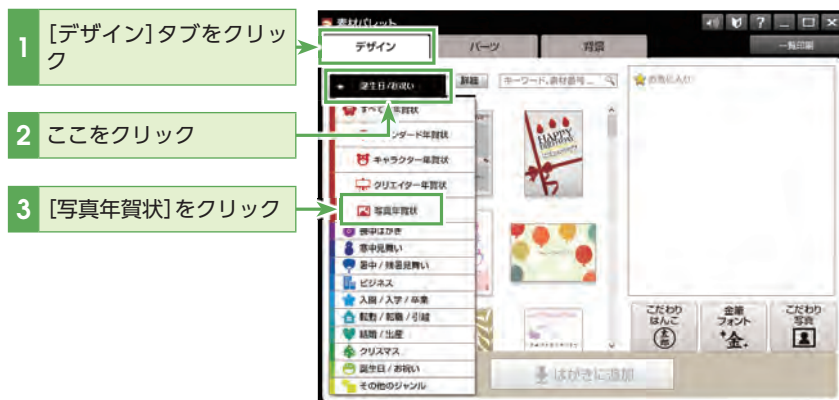 1 [デザイン]タブをクリック
2 ここをクリック
3 [写真年賀状]をクリック
素材パレット
デザイン パーツ 背景 一覧印刷
誕生日/お祝い 詳細 キーワード、素材番号... お気に入り
すべて 年賀状
ンダード年賀状
キャラクター年賀状
クリエイター年賀状
写真年賀状
喪中はがき
寒中見舞い
暑中/残暑見舞い
ビジネス
入園/入学/卒業
転勤/転職/引越
結婚/出産
クリスマス
誕生日/お祝い
その他のジャンル
HAPPY
BIRTHDAY
こだわり
はんこ
太郎
金筆
フォント
金
こだわり
写真
はがきに追加